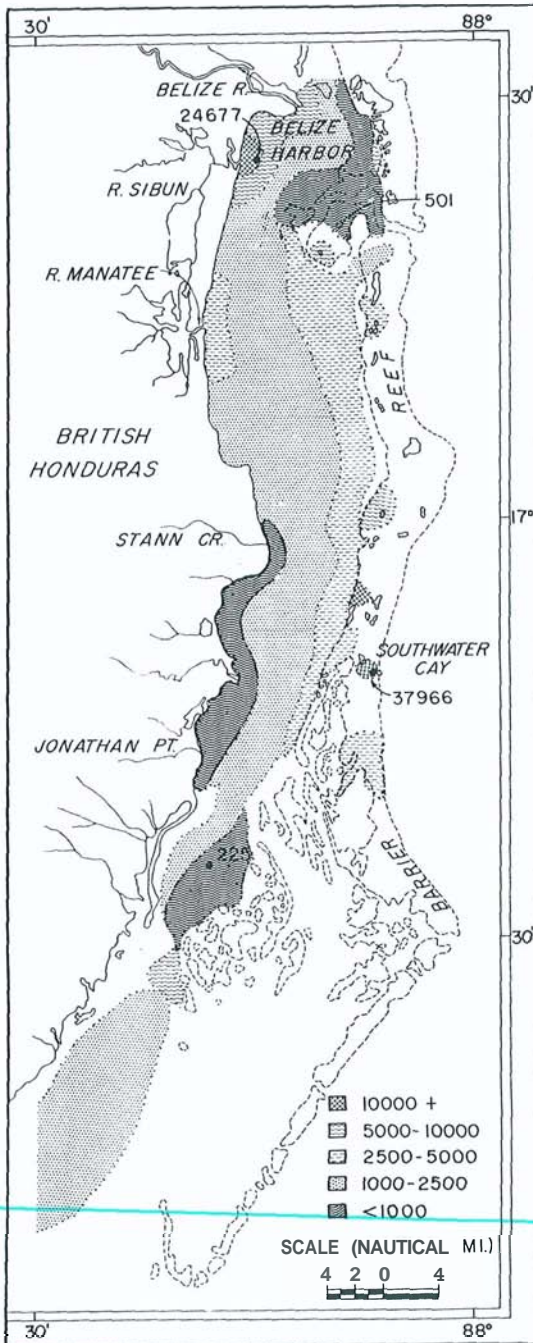 30'
88°
BELIZE R.
24677
30'
BELIZE
HARBOR
R. SIBUN
501
R. MANATEE
REEF
BRITISH
HONDURAS
17°
STANN CR.
SOUTHWATER
CAY
37966
JONATHAN PT.
BARRIER
225
30'
10000 +
5000-10000
2500-5000
1000-2500
<1000
SCALE (NAUTICAL MI.)
4 2 0 4
30'
88°